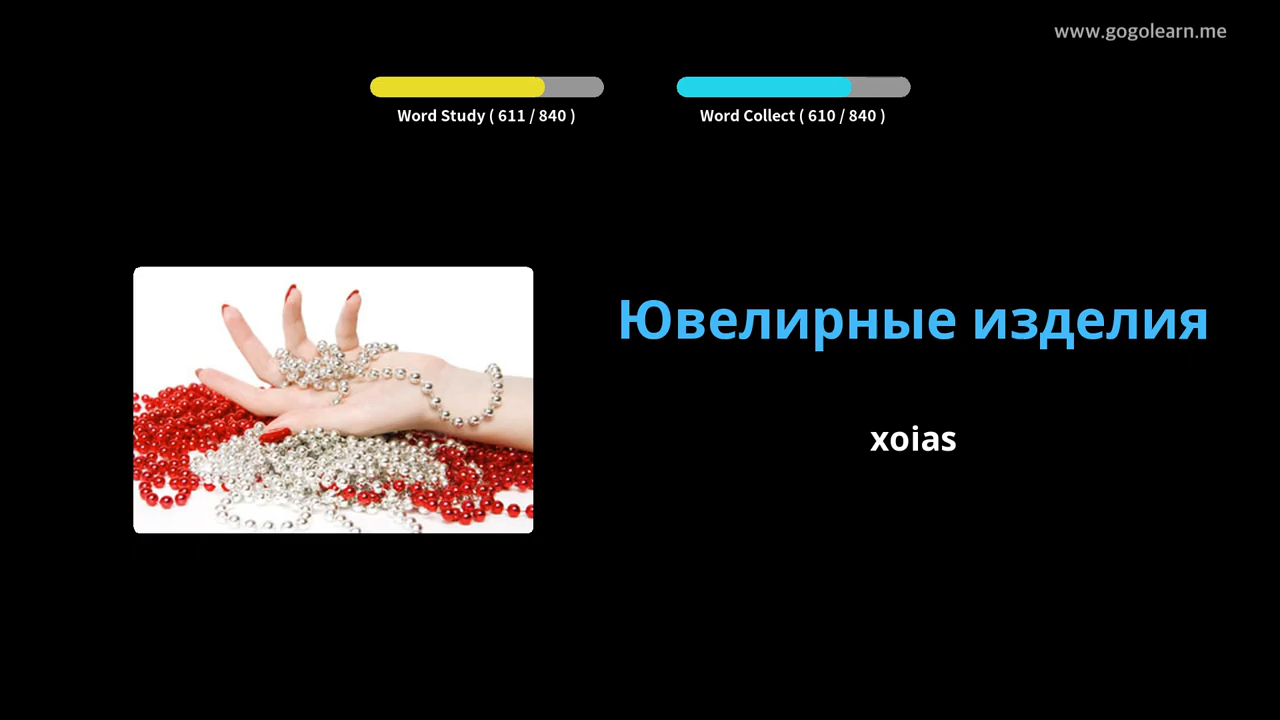 www.gogolearn.me
Word Study ( 611 / 840 )
Word Collect ( 610 / 840 )
Ювелирные изделия
xoias